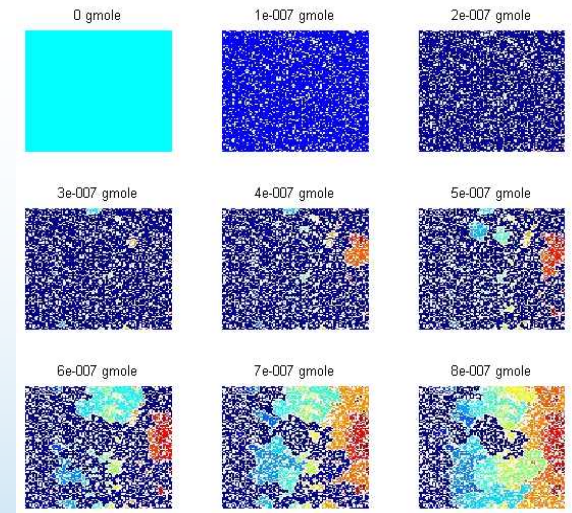 0 gmole
1e-007 gmole
2e-007 gmole
3e-007 gmole
4e-007 gmole
5e-007 gmole
6e-007 gmole
7e-007 gmole
8e-007 gmole